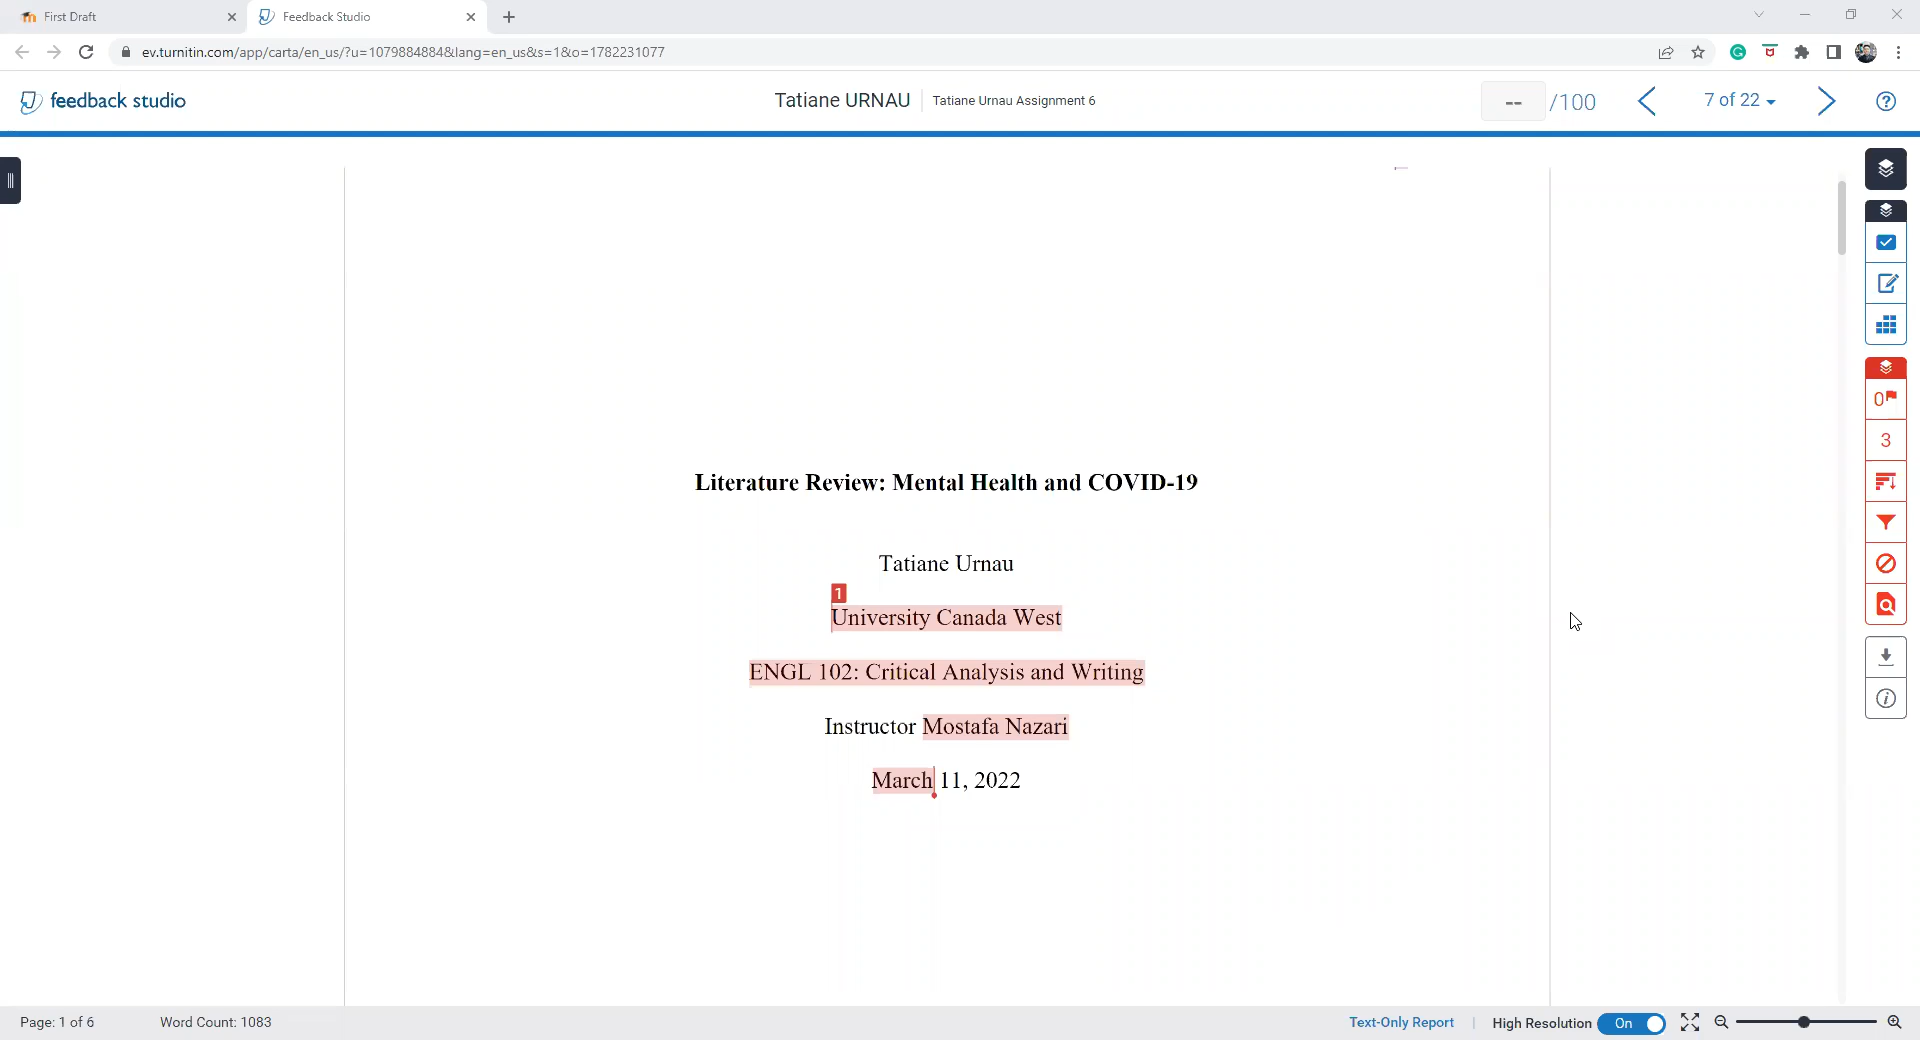 First Draft
Feedback Studio
ev.turnitin.com/app/carta/en_us/?u=1079884884&lang=en_us&s=1&o=1782231077
feedback studio
Tatiane URNAU
Tatiane Urnau Assignment 6
-- /100
7 of 22
0
3
Literature Review: Mental Health and COVID-19
Tatiane Urnau
1
University Canada West
ENGL 102: Critical Analysis and Writing
Instructor Mostafa Nazari
March 11, 2022
Page: 1 of 6
Word Count: 1083
Text-Only Report
High Resolution
On